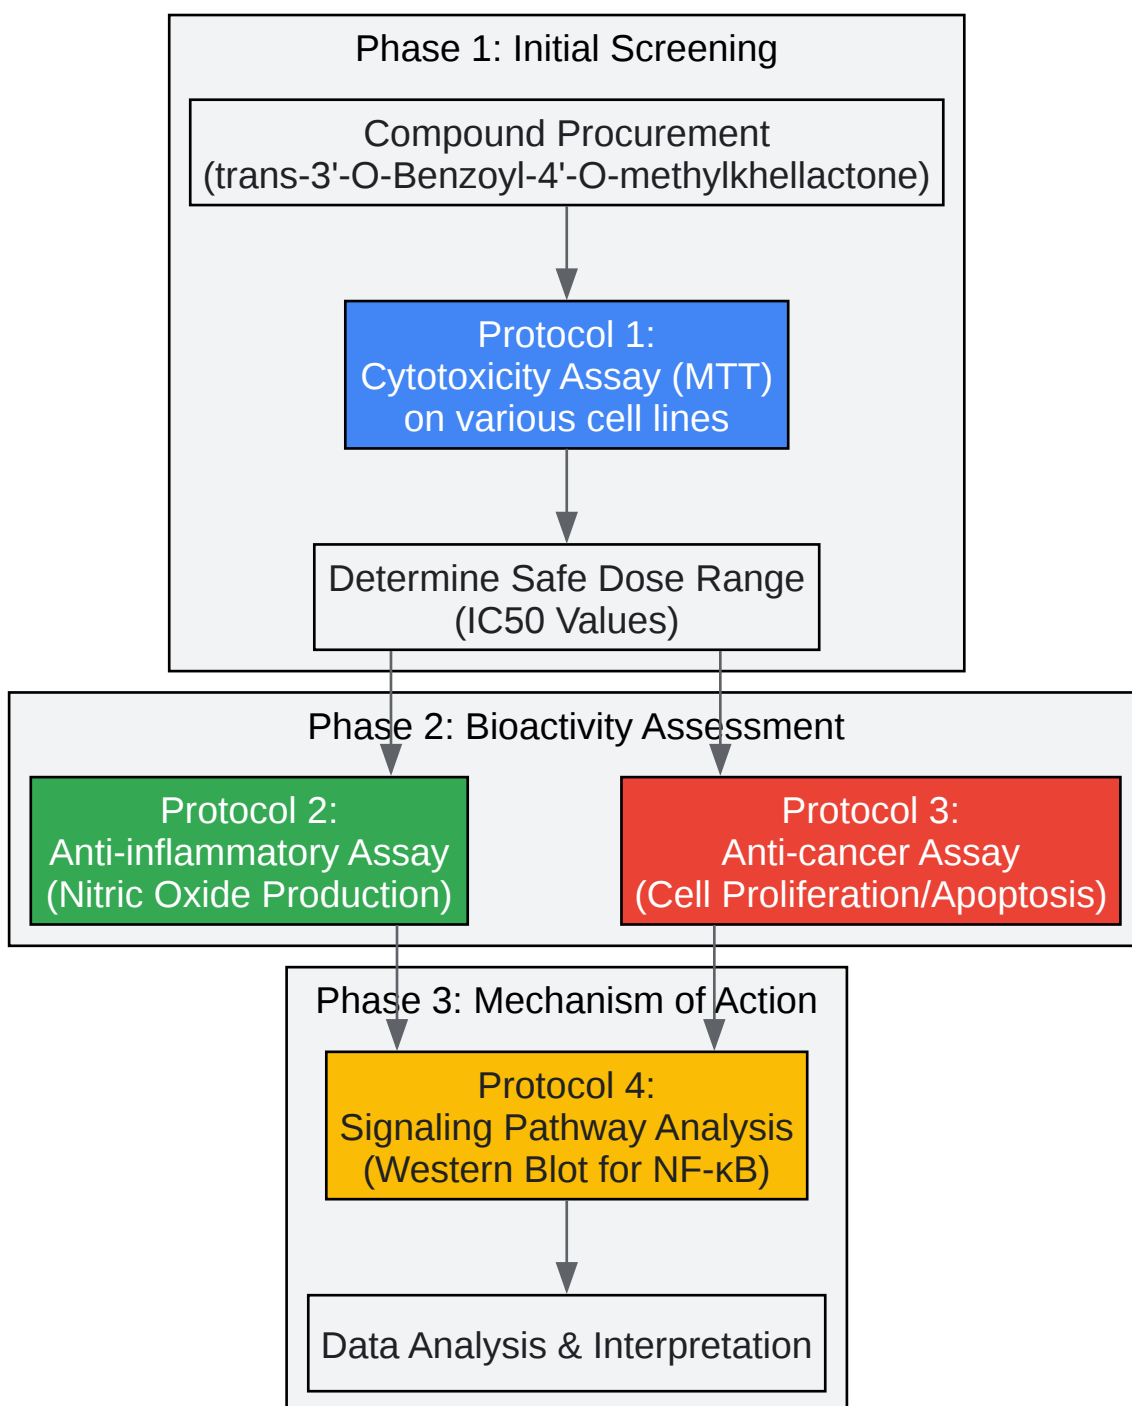 Phase 1: Initial Screening
Compound Procurement
(trans-3'-O-Benzoyl-4'-O-methylkhellactone)
Protocol 1:
Cytotoxicity Assay (MTT)
on various cell lines
Determine Safe Dose Range
(IC50 Values)
Phase 2: Bioactivity Assessment
Protocol 2:
Anti-inflammatory Assay
(Nitric Oxide Production)
Protocol 3:
Anti-cancer Assay
(Cell Proliferation/Apoptosis)
Phase 3: Mechanism of Action
Protocol 4:
Signaling Pathway Analysis
(Western Blot for NF-κB)
Data Analysis & Interpretation